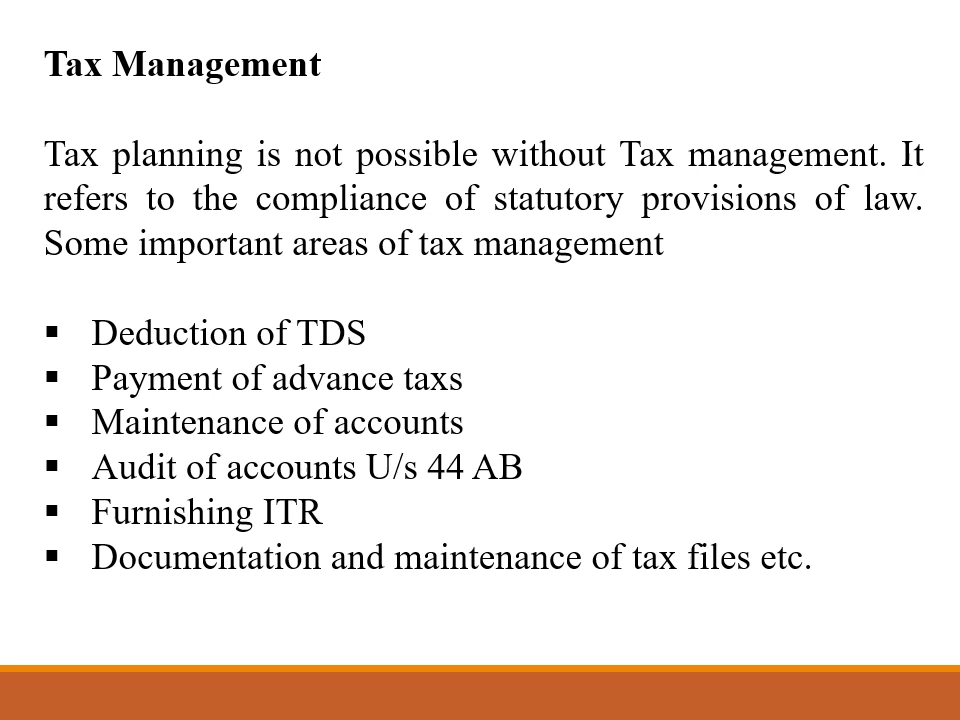 Tax Management
Tax planning is not possible without Tax management. It
refers to the compliance of statutory provisions of law.
Some important areas of tax management
▪ Deduction of TDS
▪ Payment of advance taxs
▪ Maintenance of accounts
▪ Audit of accounts U/s 44 AB
▪ Furnishing ITR
▪ Documentation and maintenance of tax files etc.